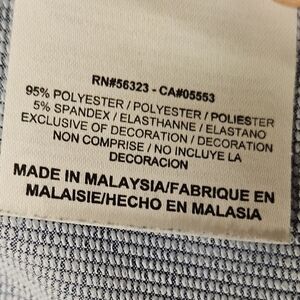 RN#56323 - CA#05553
95% POLYESTER / POLYESTER / POLIESTER
5% SPANDEX / ELASTHANNE / ELASTANO
EXCLUSIVE OF DECORATION / DECORATION
NON COMPRISE / NO INCLUYE LA
DECORACION
MADE IN MALAYSIA/FABRIQUE EN
MALAISIE/HECHO EN MALASIA